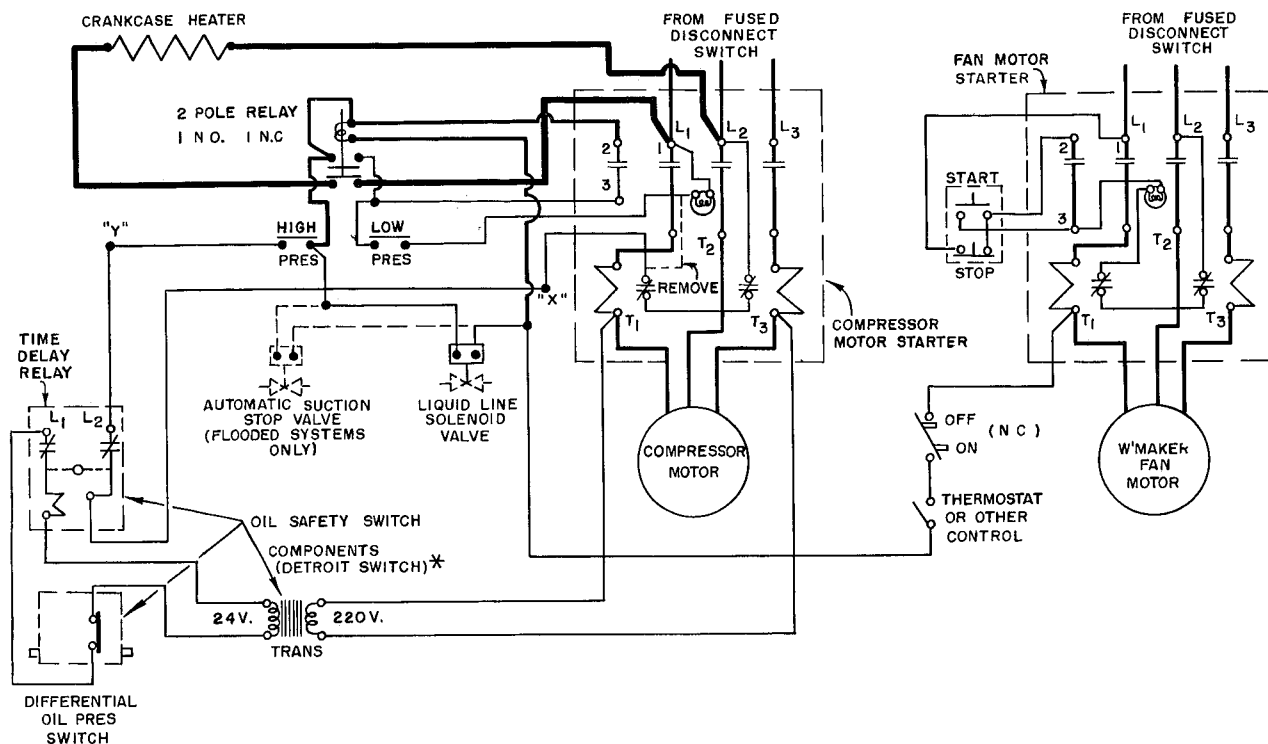 CRANKCASE HEATER
FROM FUSED
DISCONNECT
SWITCH
FROM FUSED
DISCONNECT
SWITCH
FAN MOTOR
STARTER
2 POLE RELAY
1 NO. 1 N.C
L1
L2
L3
L1
L2
L3
2
1
2
1
3
3
START
STOP
"Y"
HIGH
PRES
LOW
PRES
T2
T2
REMOVE
"X"
T1
T3
T1
T3
COMPRESSOR
MOTOR STARTER
TIME
DELAY
RELAY
L1
L2
AUTOMATIC SUCTION
STOP VALVE
(FLOODED SYSTEMS
ONLY)
LIQUID LINE
SOLENOID
VALVE
OFF
(NC)
ON
COMPRESSOR
MOTOR
W'MAKER
FAN
MOTOR
THERMOSTAT
OR OTHER
CONTROL
OIL SAFETY SWITCH
COMPONENTS
(DETROIT SWITCH)*
24V.
220V.
TRANS
DIFFERENTIAL
OIL PRES
SWITCH